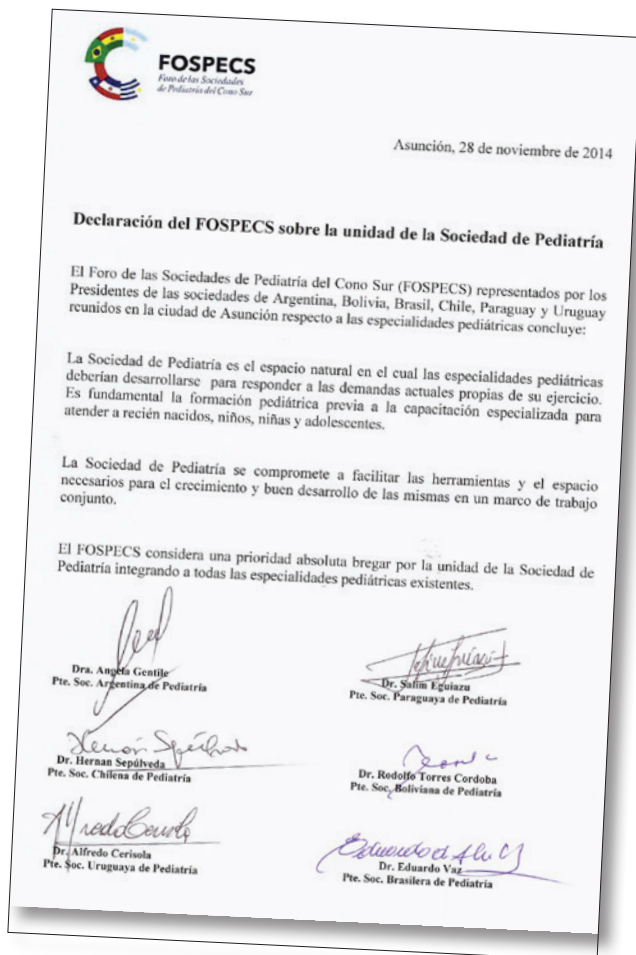 FOSPECS
Foro de las Sociedades
de Pediatría del Cono Sur
Asunción, 28 de noviembre de 2014
Declaración del FOSPECS sobre la unidad de la Sociedad de Pediatría
El Foro de las Sociedades de Pediatría del Cono Sur (FOSPECS) representados por los
Presidentes de las sociedades de Argentina, Bolivia, Brasil, Chile, Paraguay y Uruguay
reunidos en la ciudad de Asunción respecto a las especialidades pediátricas concluye:
La Sociedad de Pediatría es el espacio natural en el cual las especialidades pediátricas
deberían desarrollarse para responder a las demandas actuales propias de su ejercicio.
Es fundamental la formación pediátrica previa a la capacitación especializada para
atender a recién nacidos, niños, niñas y adolescentes.
La Sociedad de Pediatría se compromete a facilitar las herramientas y el espacio
necesarios para el crecimiento y buen desarrollo de las mismas en un marco de trabajo
conjunto.
El FOSPECS considera una prioridad absoluta bregar por la unidad de la Sociedad de
Pediatría integrando a todas las especialidades pediátricas existentes.
Dra. Angela Gentile
Pte. Soc. Argentina de Pediatría
Dr. Salim Eguiazu
Pte. Soc. Paraguaya de Pediatría
Hernán Sepúlveda
Dr. Hernan Sepúlveda
Pte. Soc. Chilena de Pediatría
Dr. Rodolfo Torres Cordoba
Pte. Soc. Boliviana de Pediatría
Alfredo Cerisola
Dr. Alfredo Cerisola
Pte. Soc. Uruguaya de Pediatría
Eduardo
Dr. Eduardo Vaz
Pte. Soc. Brasilera de Pediatría